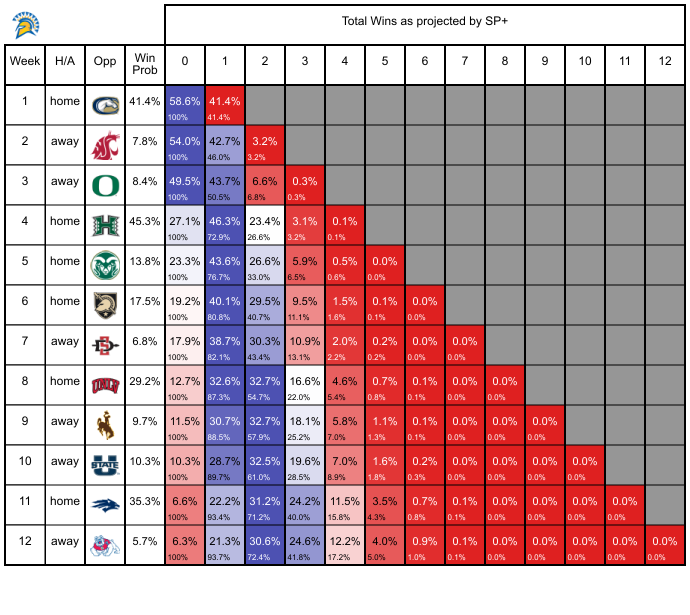 Total Wins as projected by SP+
Week H/A Opp Win Prob 0 1 2 3 4 5 6 7 8 9 10 11 12
1 home 41.4% 58.6% 41.4%
100% 41.4%
2 away 7.8% 54.0% 42.7% 3.2%
100% 46.0% 3.2%
3 away O 8.4% 49.5% 43.7% 6.6% 0.3%
100% 50.5% 6.8% 0.3%
4 home H 45.3% 27.1% 46.3% 23.4% 3.1% 0.1%
100% 72.9% 26.6% 3.2% 0.1%
5 home 13.8% 23.3% 43.6% 26.6% 5.9% 0.5% 0.0%
100% 76.7% 33.0% 6.5% 0.6% 0.0%
6 home 17.5% 19.2% 40.1% 29.5% 9.5% 1.5% 0.1% 0.0%
100% 80.8% 40.7% 11.1% 1.6% 0.1% 0.0%
7 away SD 6.8% 17.9% 38.7% 30.3% 10.9% 2.0% 0.2% 0.0% 0.0%
100% 82.1% 43.4% 13.1% 2.2% 0.2% 0.0% 0.0%
8 home UNLV 29.2% 12.7% 32.6% 32.7% 16.6% 4.6% 0.7% 0.1% 0.0% 0.0%
100% 87.3% 54.7% 22.0% 5.4% 0.8% 0.1% 0.0% 0.0%
9 away 9.7% 11.5% 30.7% 32.7% 18.1% 5.8% 1.1% 0.1% 0.0% 0.0% 0.0%
100% 88.5% 57.9% 25.2% 7.0% 1.3% 0.1% 0.0% 0.0% 0.0%
10 away U STATE 10.3% 10.3% 28.7% 32.5% 19.6% 7.0% 1.6% 0.2% 0.0% 0.0% 0.0% 0.0%
100% 89.7% 61.0% 28.5% 8.9% 1.8% 0.3% 0.0% 0.0% 0.0% 0.0%
11 home 35.3% 6.6% 22.2% 31.2% 24.2% 11.5% 3.5% 0.7% 0.1% 0.0% 0.0% 0.0% 0.0%
100% 93.4% 71.2% 40.0% 15.8% 4.3% 0.8% 0.1% 0.0% 0.0% 0.0% 0.0%
12 away 5.7% 6.3% 21.3% 30.6% 24.6% 12.2% 4.0% 0.9% 0.1% 0.0% 0.0% 0.0% 0.0% 0.0%
100% 93.7% 72.4% 41.8% 17.2% 5.0% 1.0% 0.1% 0.0% 0.0% 0.0% 0.0% 0.0%